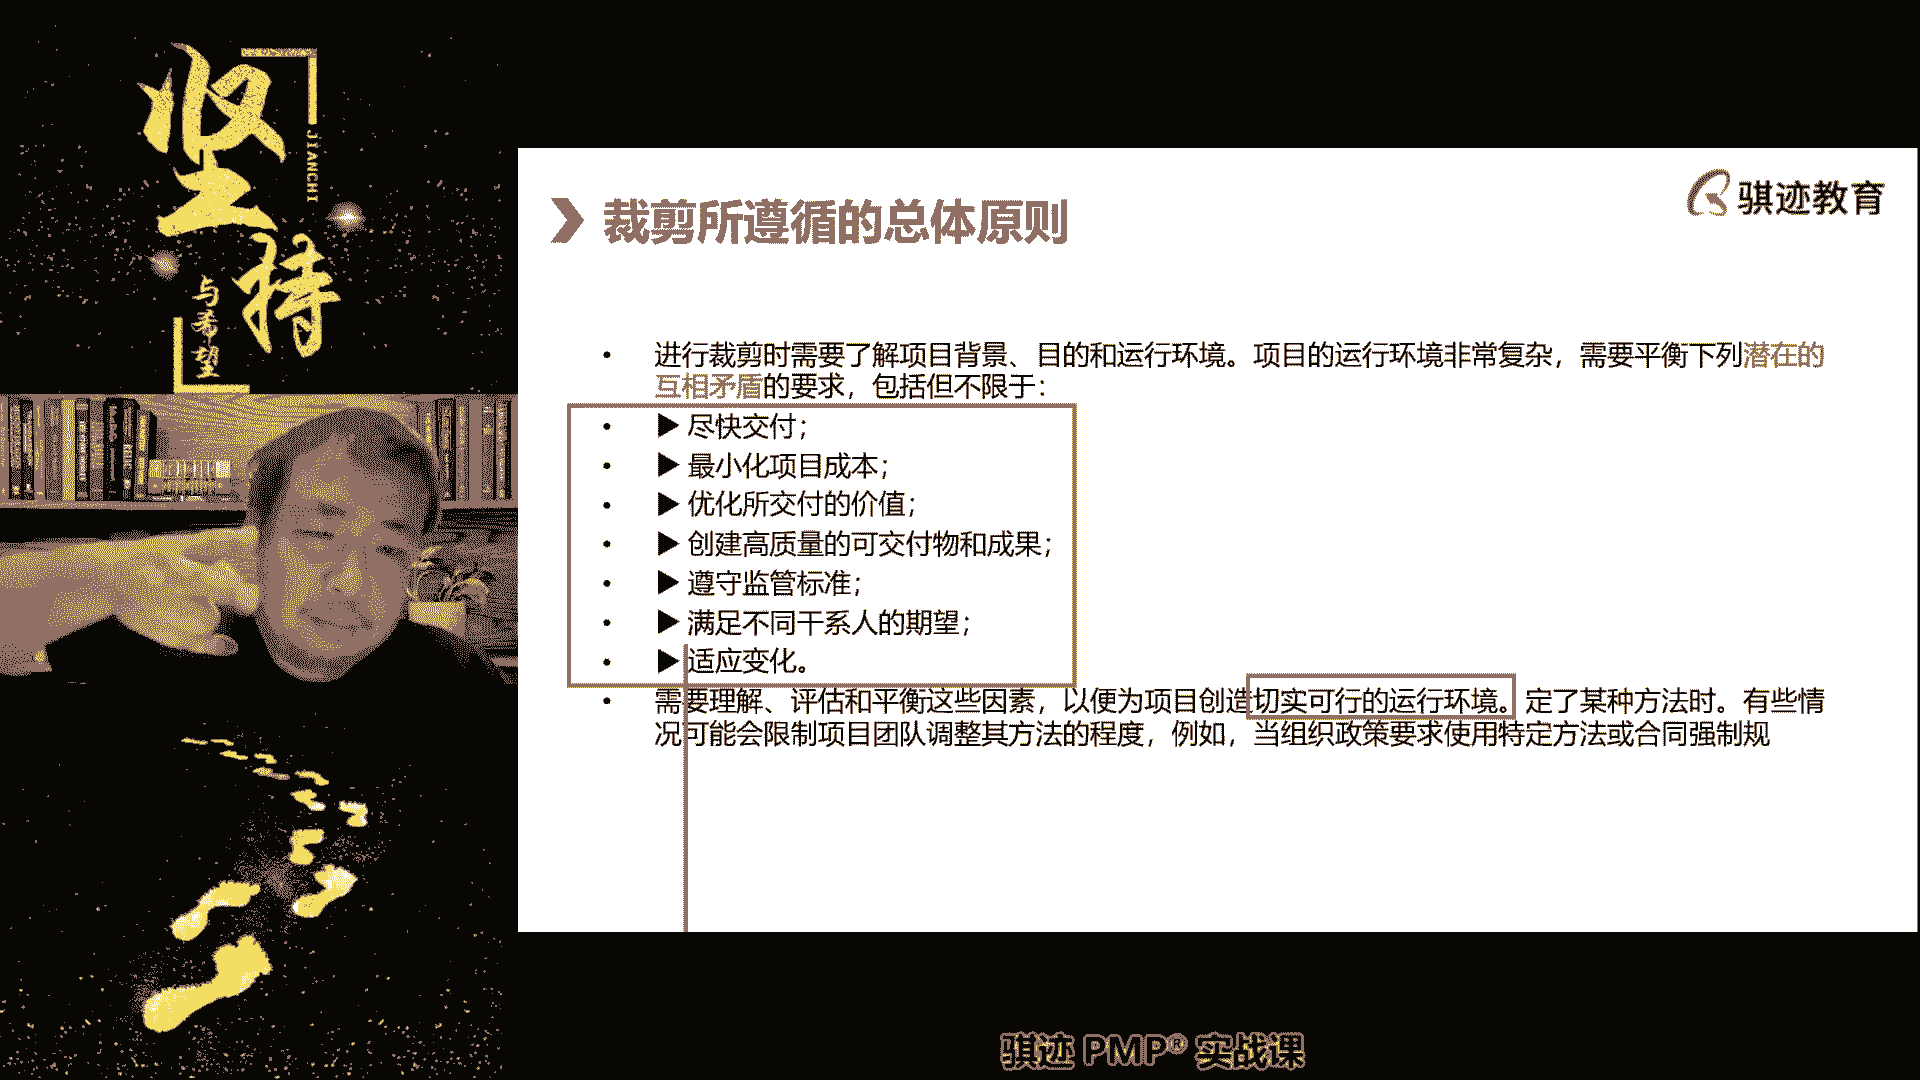 坚持
JIANCHI
与希望
骐迹教育
裁剪所遵循的总体原则
• 进行裁剪时需要了解项目背景、目的和运行环境。项目的运行环境非常复杂，需要平衡下列潜在的
互相矛盾的要求，包括但不限于：
• ▶ 尽快交付；
• ▶ 最小化项目成本；
• ▶ 优化所交付的价值；
• ▶ 创建高质量的可交付物和成果；
• ▶ 遵守监管标准；
• ▶ 满足不同干系人的期望；
• ▶ 适应变化。
• 需要理解、评估和平衡这些因素，以便为项目创造切实可行的运行环境。定了某种方法时。有些情
况可能会限制项目团队调整其方法的程度，例如，当组织政策要求使用特定方法或合同强制规
骐迹 PMP® 实战课